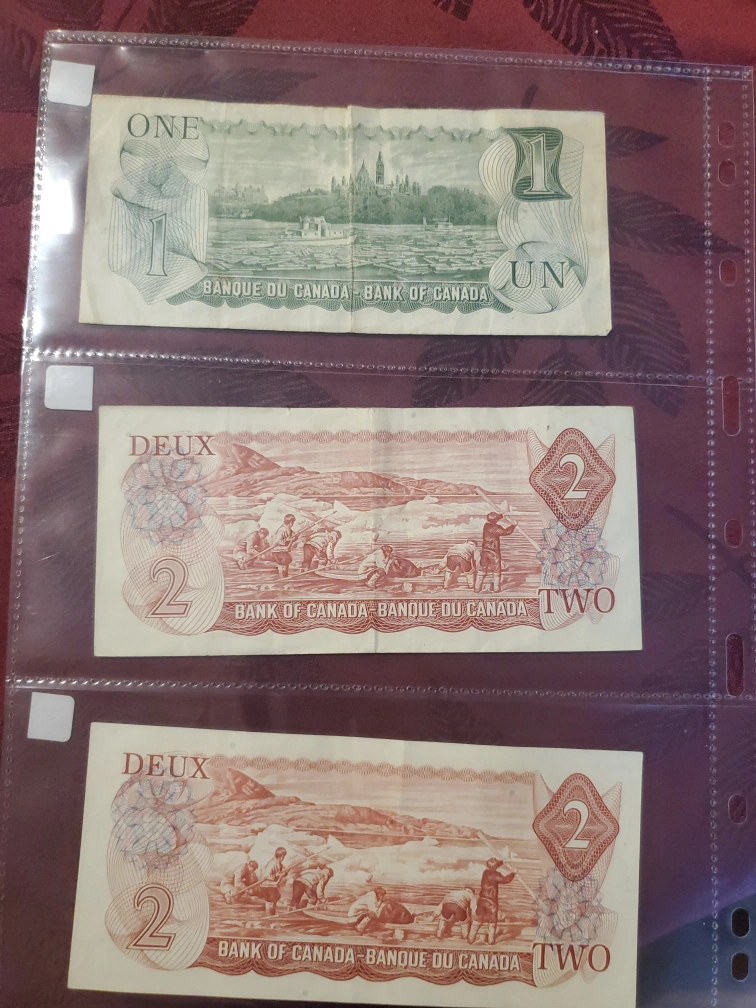 ONE
1
1
UN
BANQUE DU CANADA - BANK OF CANADA
DEUX
2
2
BANK OF CANADA - BANQUE DU CANADA
TWO
DEUX
2
2
BANK OF CANADA - BANQUE DU CANADA
TWO